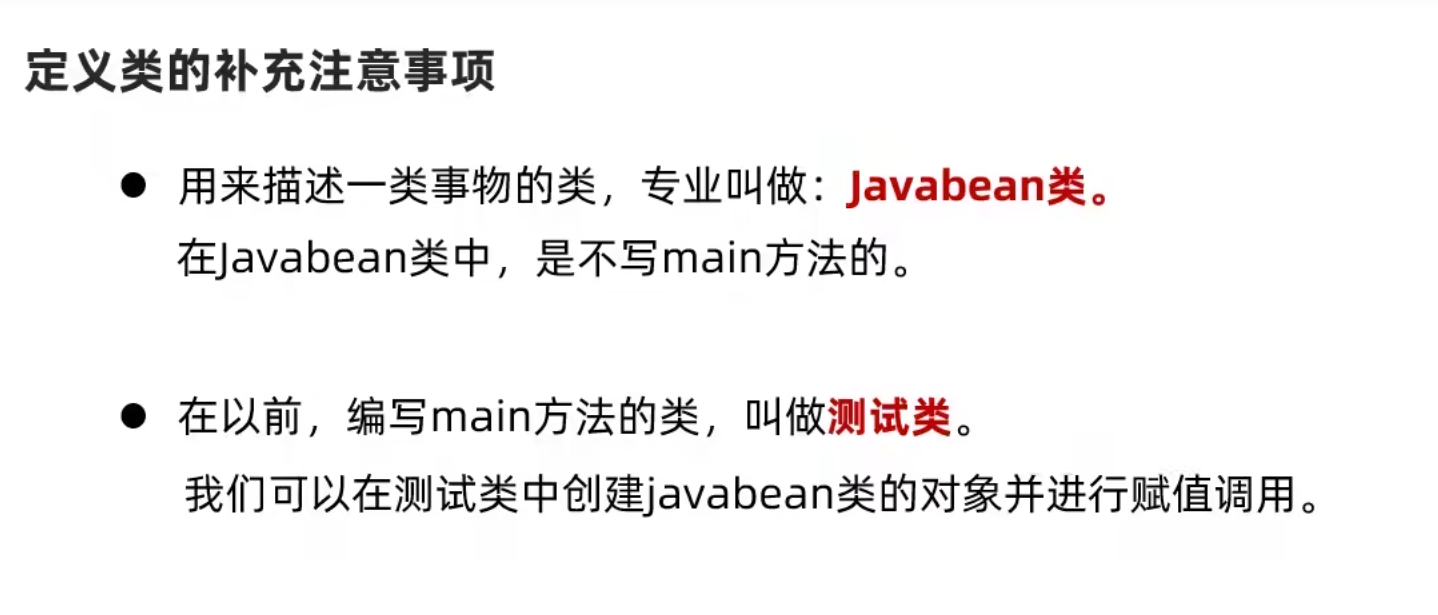 定义类的补充注意事项
● 用来描述一类事物的类，专业叫做：Javabean类。
在Javabean类中，是不写main方法的。
● 在以前，编写main方法的类，叫做测试类。
我们可以在测试类中创建javabean类的对象并进行赋值调用。